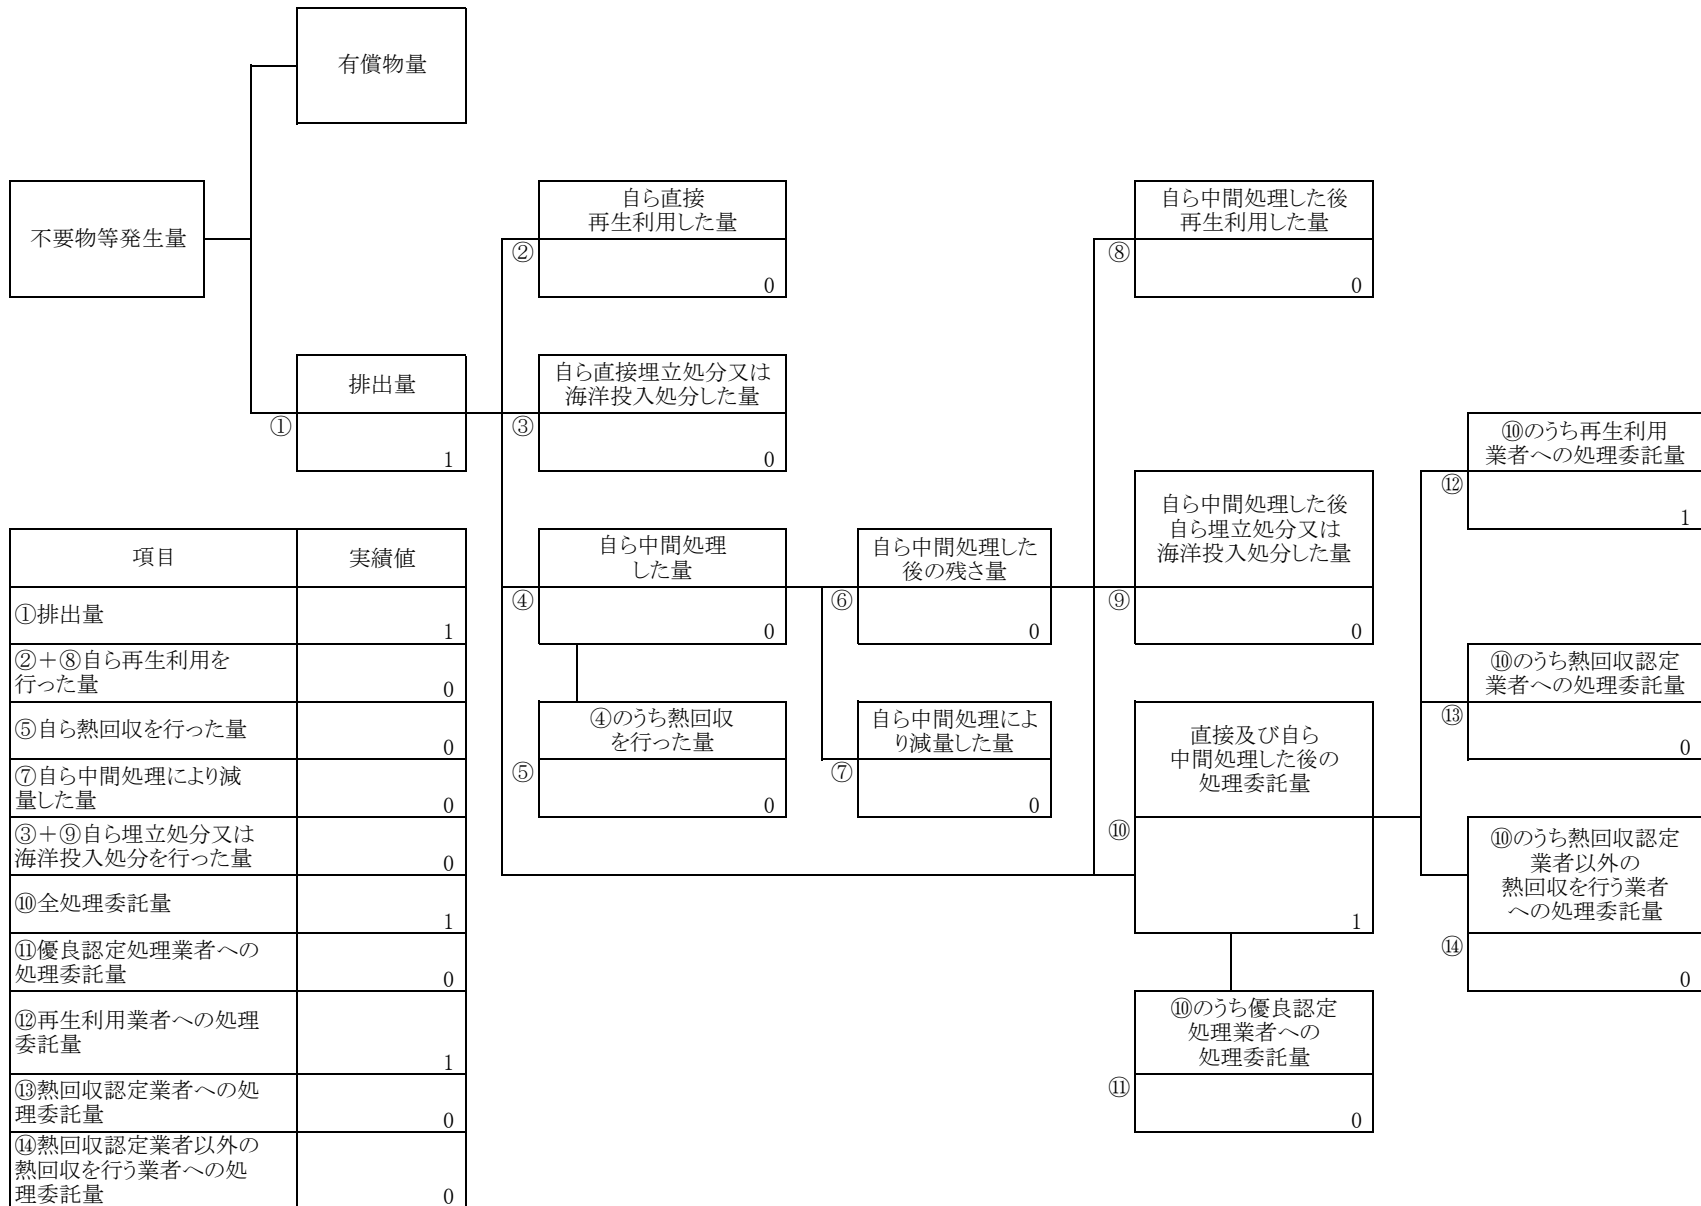 有償物量
不要物等発生量
自ら直接
再生利用した量
②
0
自ら中間処理した後
再生利用した量
⑧
0
排出量
①
1
自ら直接埋立処分又は
海洋投入処分した量
③
0
⑩のうち再生利用
業者への処理委託量
⑫
1
自ら中間処理
した量
④
0
自ら中間処理した
後の残さ量
⑥
0
自ら中間処理した後
自ら埋立処分又は
海洋投入処分した量
⑨
0
⑩のうち熱回収認定
業者への処理委託量
⑬
0
④のうち熱回収
を行った量
⑤
0
自ら中間処理によ
り減量した量
⑦
0
直接及び自ら
中間処理した後の
処理委託量
⑩
1
⑩のうち熱回収認定
業者以外の
熱回収を行う業者
への処理委託量
⑭
0
⑩のうち優良認定
処理業者への
処理委託量
⑪
0
項目 実績値
①排出量
1
②+⑧自ら再生利用を
行った量
0
⑤自ら熱回収を行った量
0
⑦自ら中間処理により減
量した量
0
③+⑨自ら埋立処分又は
海洋投入処分を行った量
0
⑩全処理委託量
1
⑪優良認定処理業者への
処理委託量
0
⑫再生利用業者への処理
委託量
1
⑬熱回収認定業者への処
理委託量
0
⑭熱回収認定業者以外の
熱回収を行う業者への処
理委託量
0